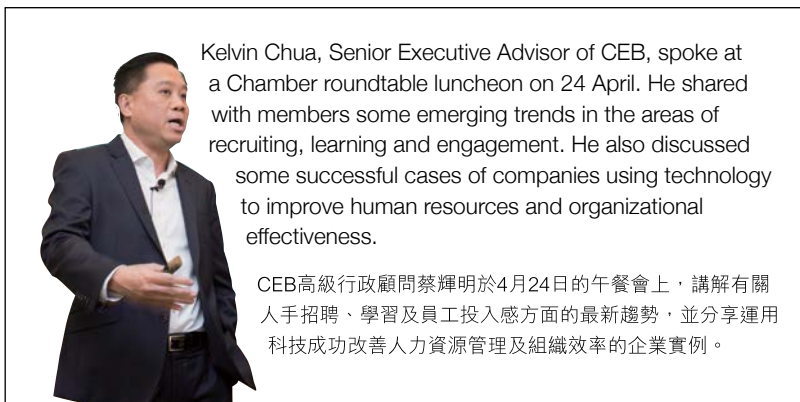 Kelvin Chua, Senior Executive Advisor of CEB, spoke at
a Chamber roundtable luncheon on 24 April. He shared
with members some emerging trends in the areas of
recruiting, learning and engagement. He also discussed
some successful cases of companies using technology
to improve human resources and organizational
effectiveness.
CEB高級行政顧問蔡輝明於4月24日的午餐會上，講解有關
人手招聘、學習及員工投入感方面的最新趨勢，並分享運用
科技成功改善人力資源管理及組織效率的企業實例。